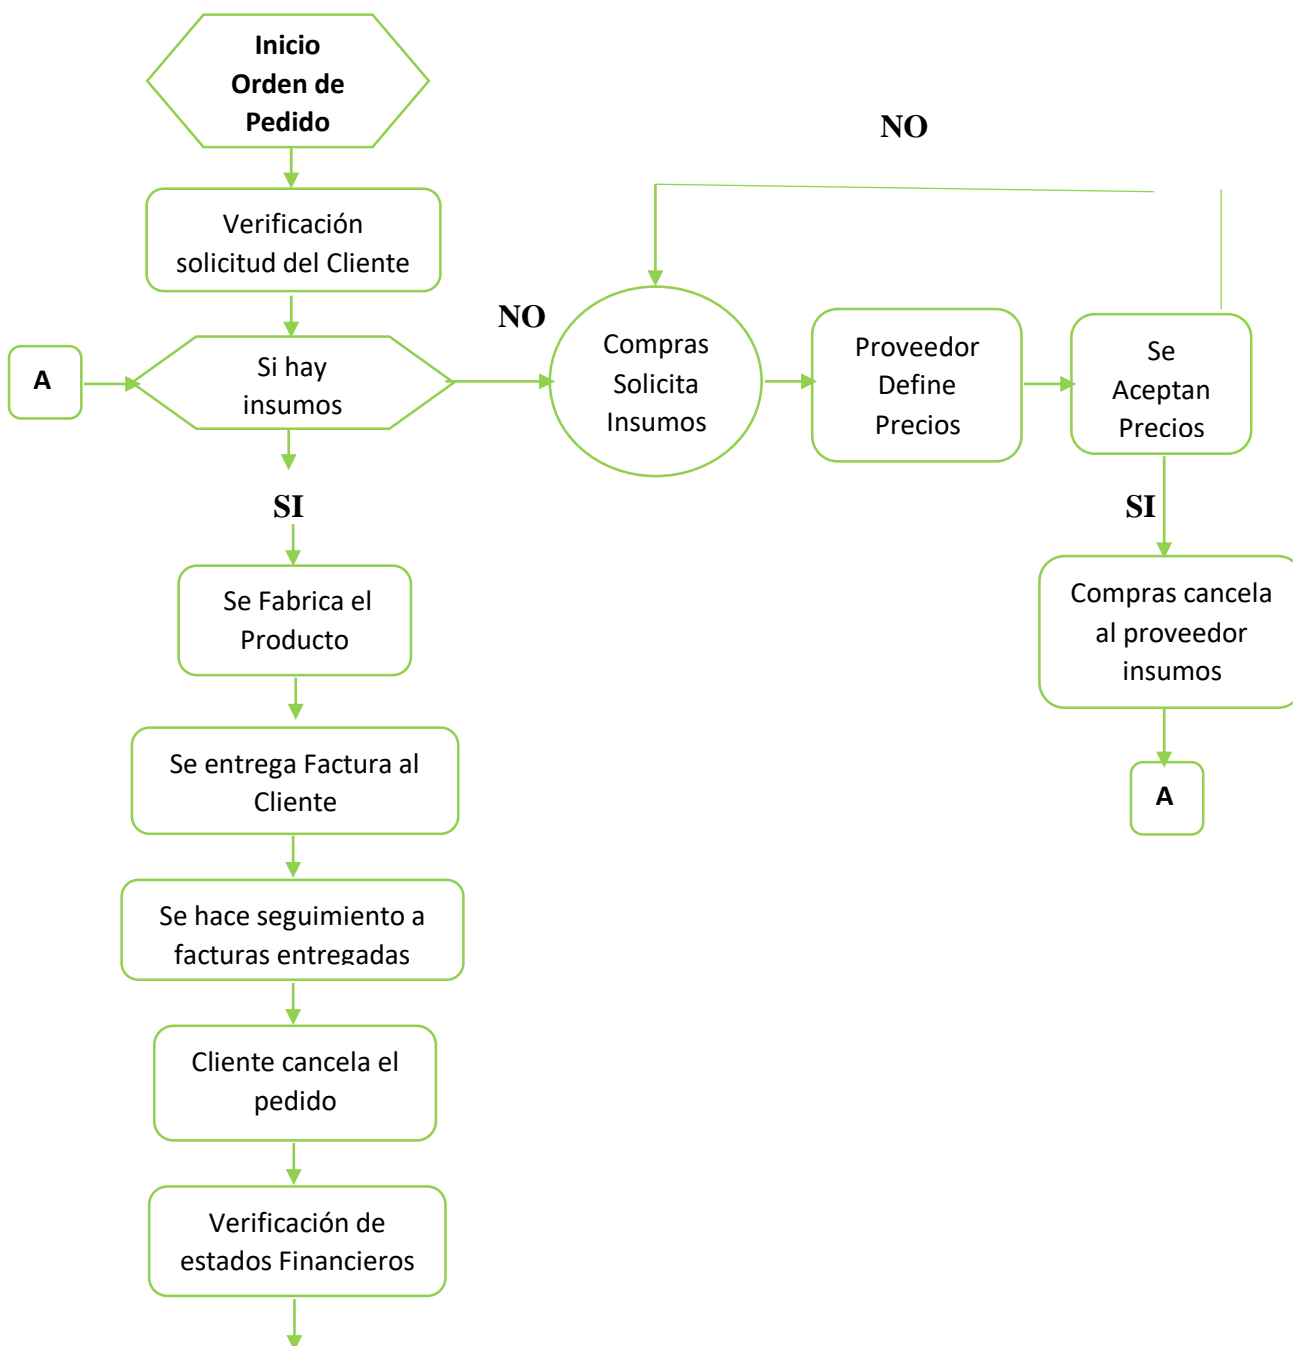 Inicio
Orden de
Pedido
NO
Verificación
solicitud del Cliente
NO
A
Si hay
insumos
Compras
Solicita
Insumos
Proveedor
Define
Precios
Se
Aceptan
Precios
SI
SI
Se Fabrica el
Producto
Compras cancela
al proveedor
insumos
Se entrega Factura al
Cliente
A
Se hace seguimiento a
facturas entregadas
Cliente cancela el
pedido
Verificación de
estados Financieros